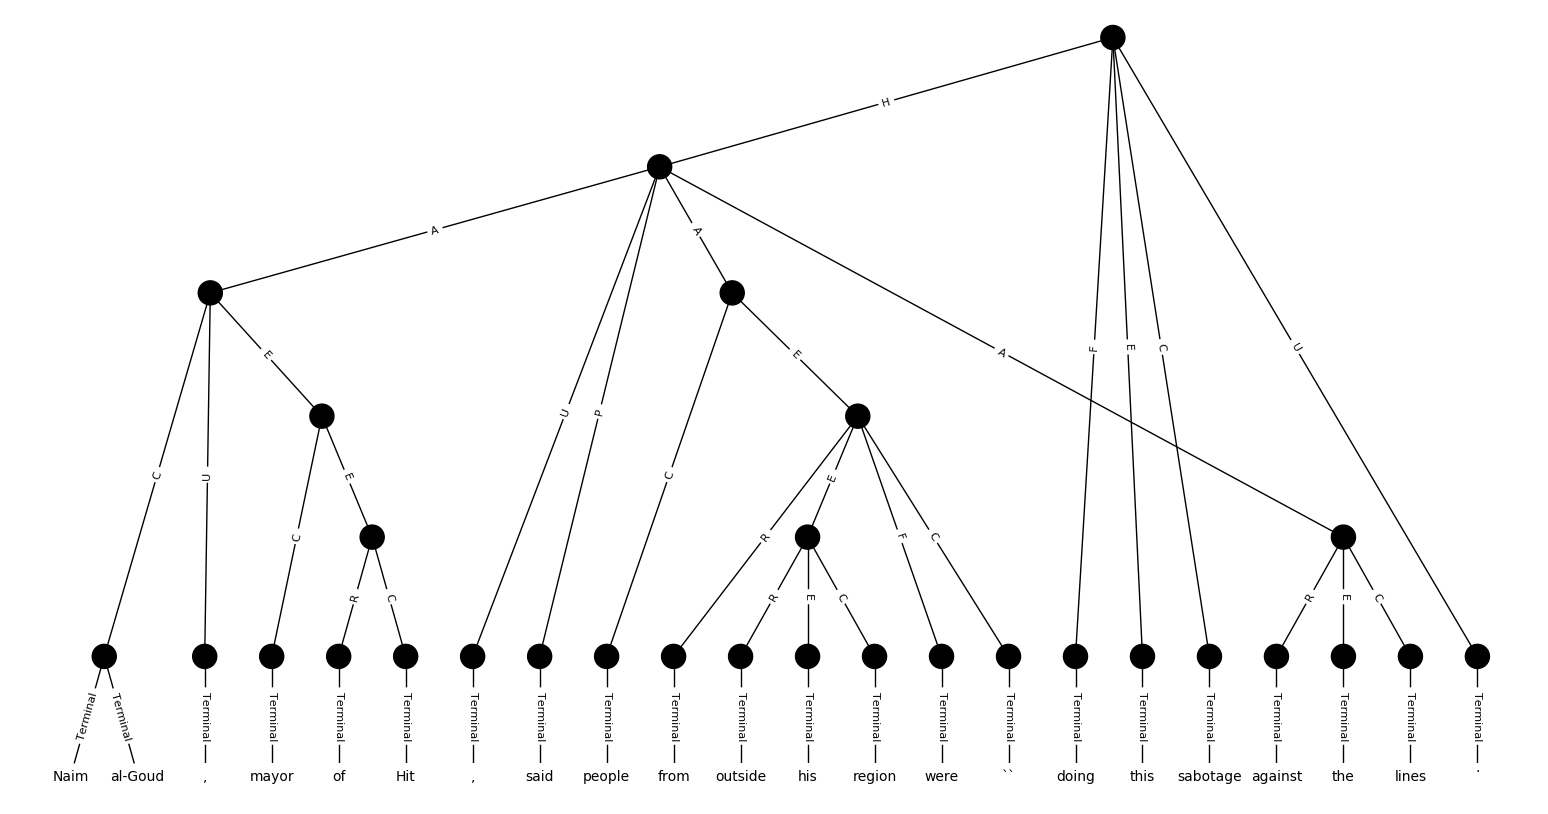 H
A A
E E A F E C U
U P
C U C E C E F C
C R
R C R E C R E C
Terminal Terminal Terminal Terminal Terminal Terminal Terminal Terminal Terminal Terminal Terminal Terminal Terminal Terminal Terminal Terminal Terminal Terminal Terminal Terminal Terminal Terminal
Naim al-Goud , mayor of Hit , said people from outside his region were `` doing this sabotage against the lines .